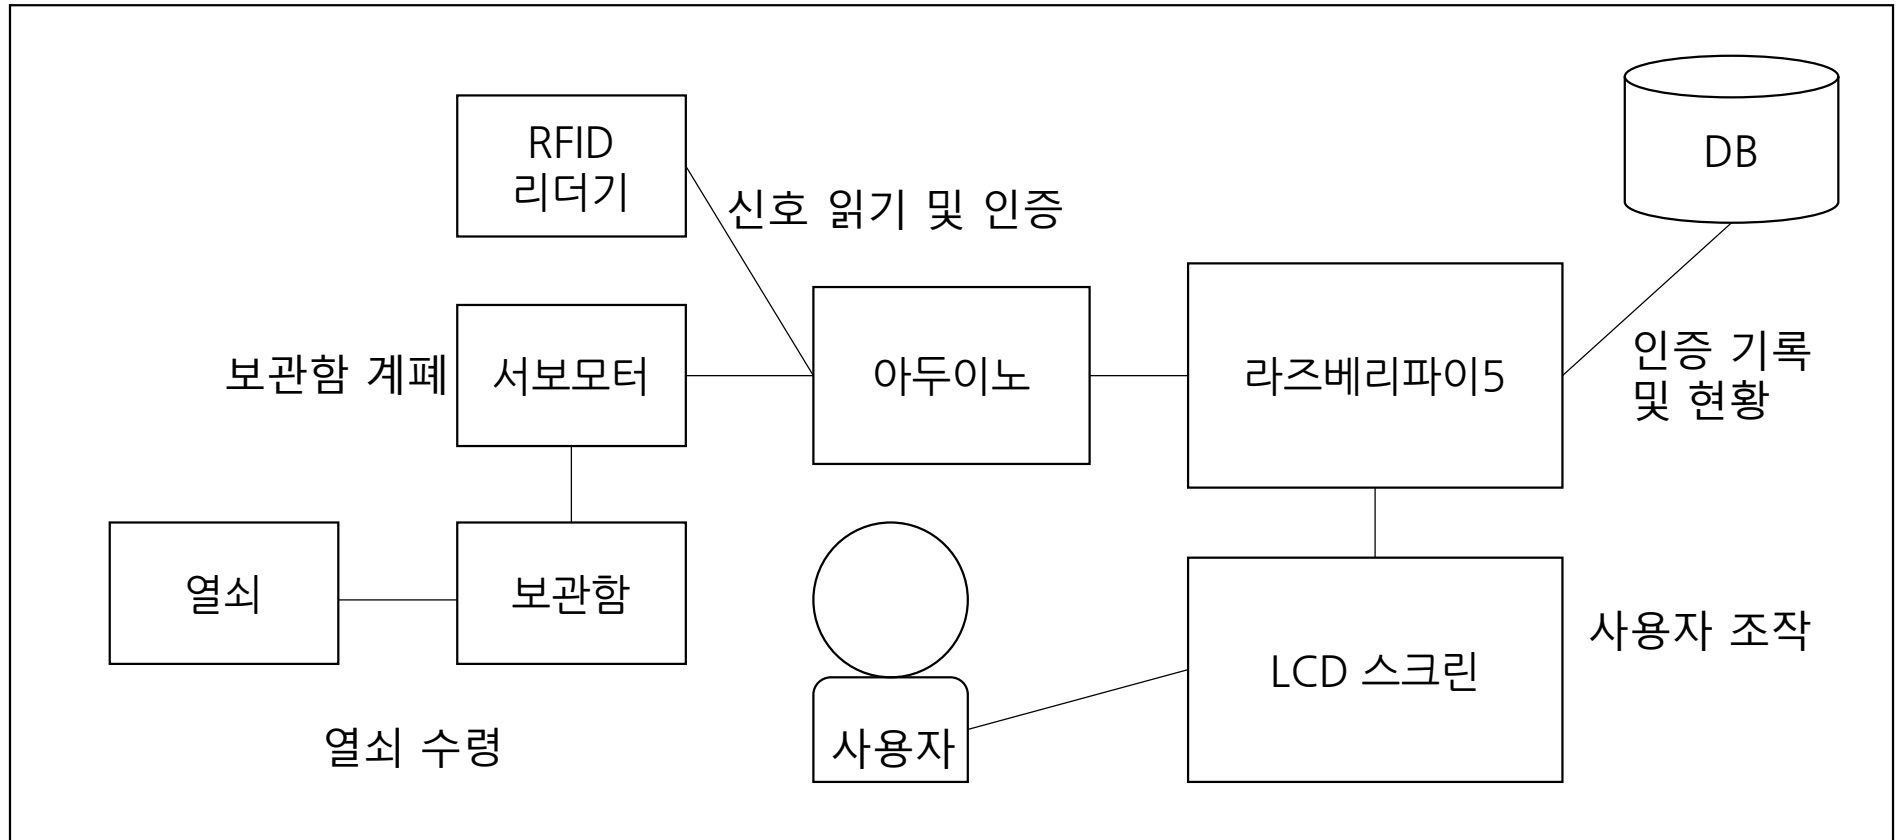 RFID
리더기
DB
신호 읽기 및 인증
보관함 계폐
서보모터
아두이노
라즈베리파이5
인증 기록
및 현황
열쇠
보관함
사용자 조작
LCD 스크린
열쇠 수령
사용자